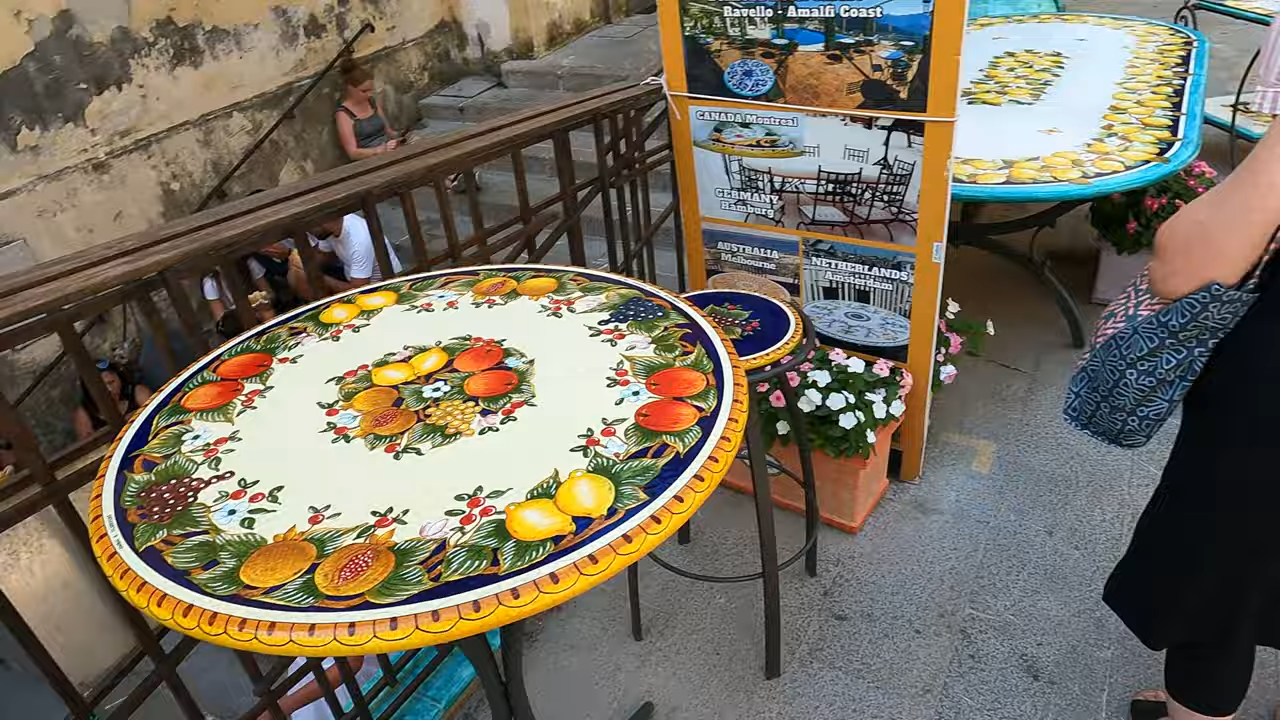 Ravello - Amalfi Coast
CANADA Montreal
GERMANY
Hamburg
AUSTRALIA
Melbourne
NETHERLANDS
Amsterdam